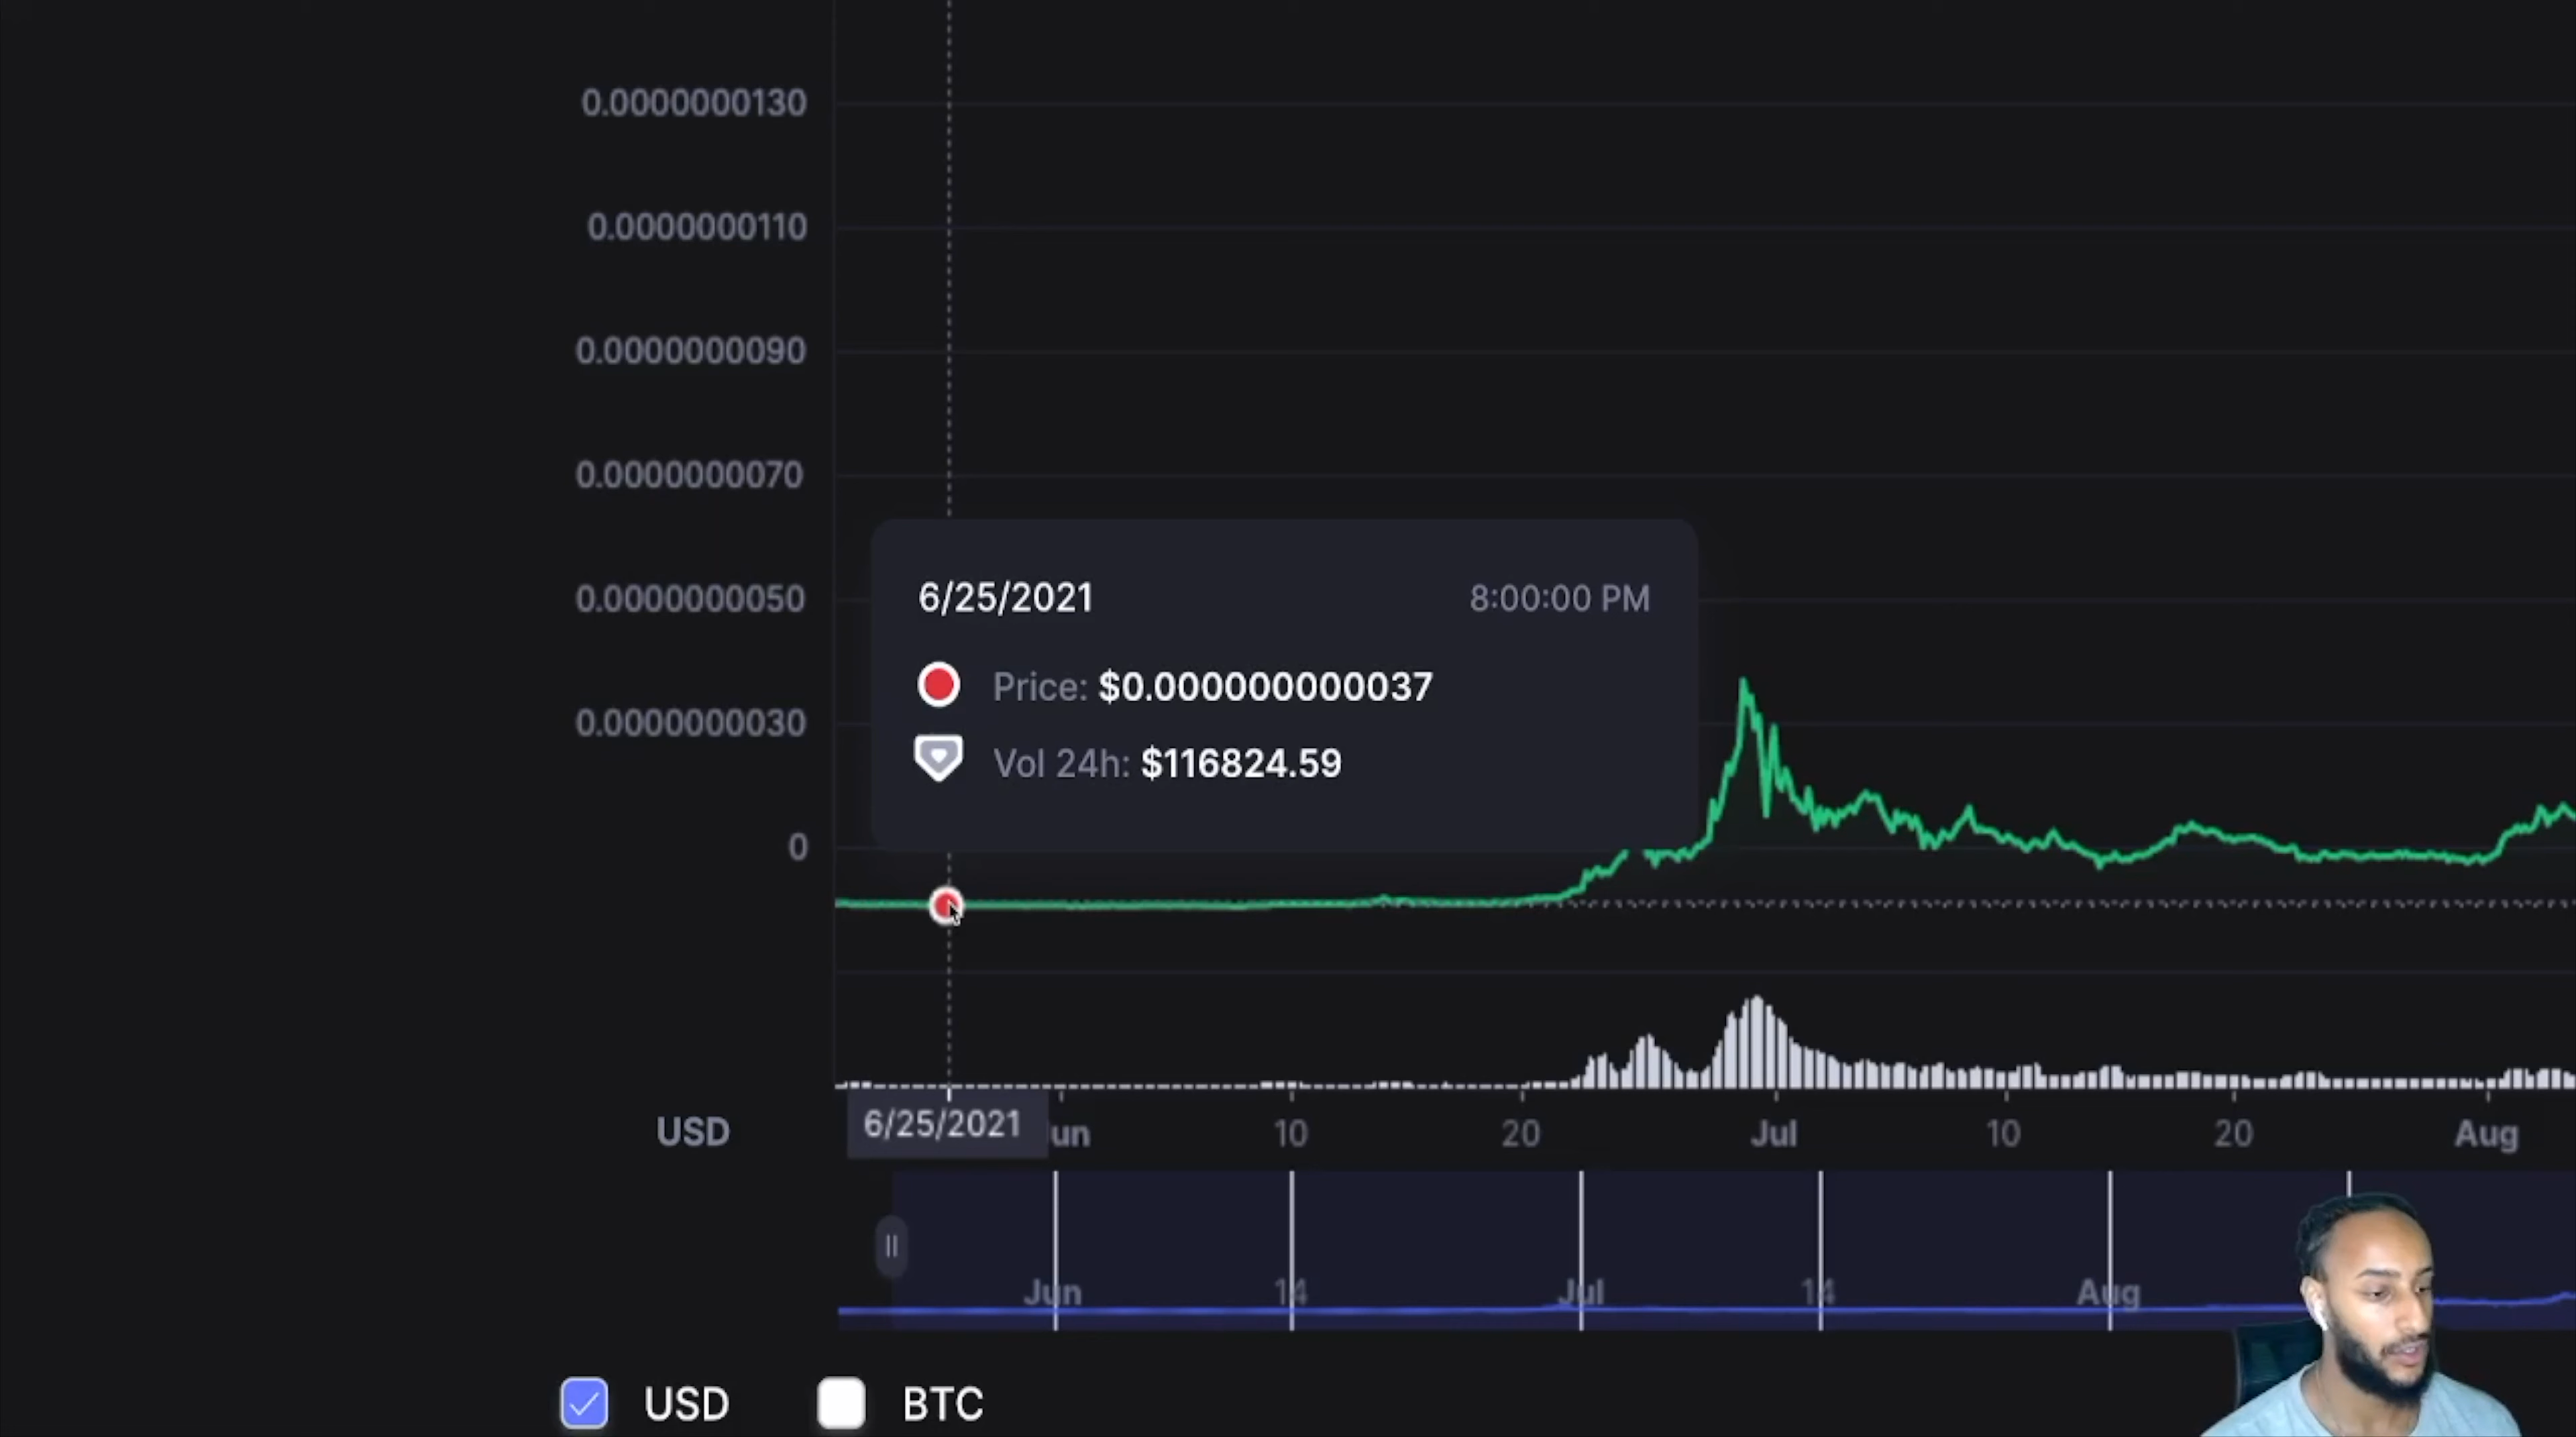 0.0000000130
0.0000000110
0.0000000090
0.0000000070
0.0000000050
0.0000000030
0
6/25/2021 8:00:00 PM
Price: $0.000000000037
Vol 24h: $116824.59
USD 6/25/2021 un 10 20 Jul 10 20 Aug
Jun 14 Jul 14 Aug
USD BTC